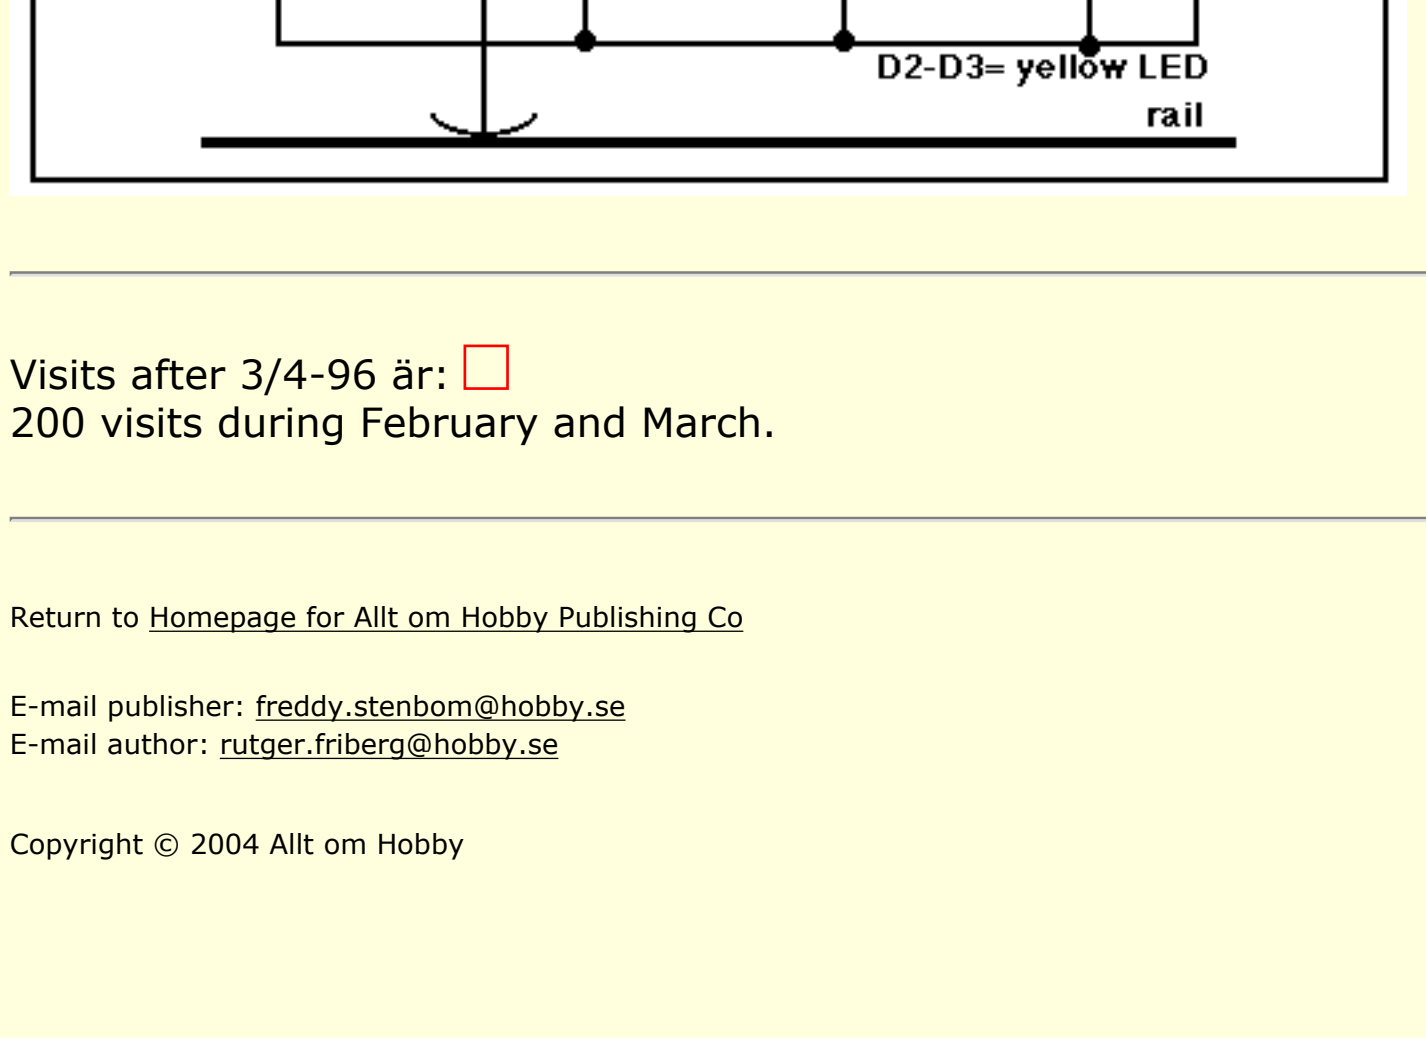 D2-D3= yellow LED
rail
Visits after 3/4-96 är:
200 visits during February and March.
Return to Homepage for Allt om Hobby Publishing Co
E-mail publisher: freddy.stenbom@hobby.se
E-mail author: rutger.friberg@hobby.se
Copyright © 2004 Allt om Hobby